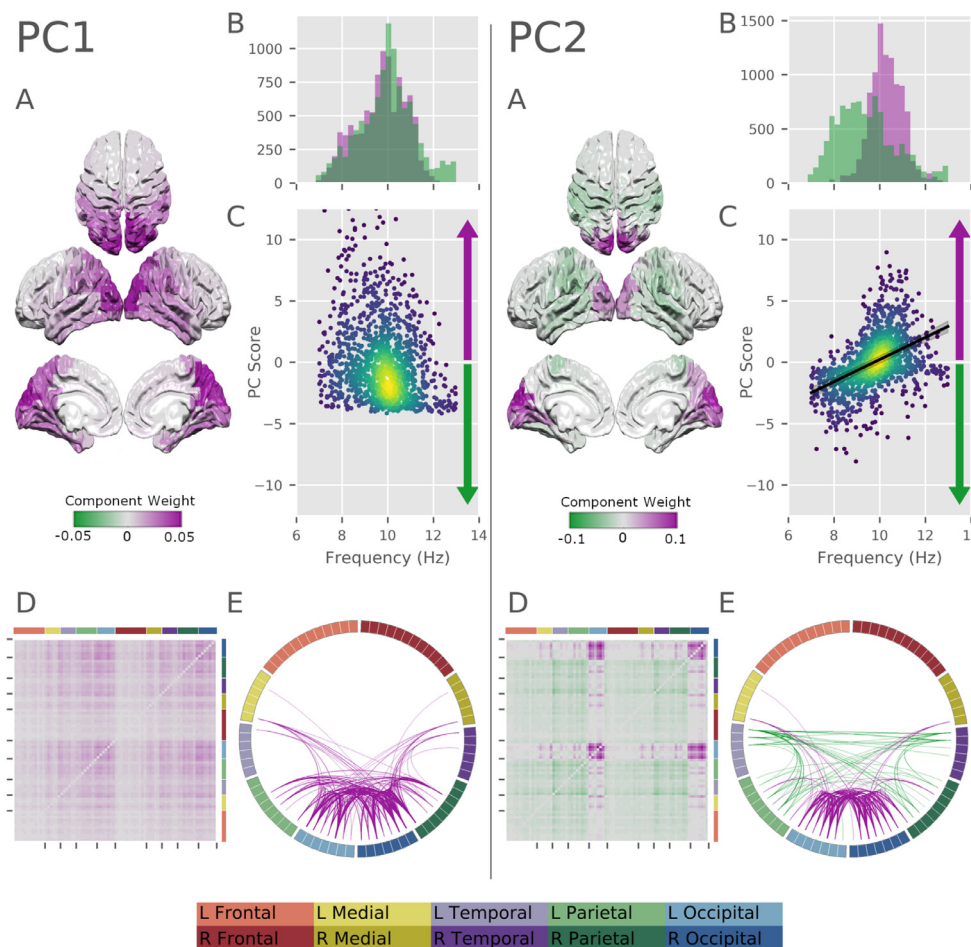 PC1
B
1000
750
500
250
0
A
C
10
5
0
−5
−10
PC Score
6 8 10 12 14
Frequency (Hz)
Component Weight
-0.05 0 0.05
D
E
PC2
B
1500
1000
500
0
A
C
10
5
0
−5
−10
PC Score
6 8 10 12
Frequency (Hz)
Component Weight
-0.1 0 0.1
D
E
L Frontal L Medial L Temporal L Parietal L Occipital
R Frontal R Medial R Temporal R Parietal R Occipital